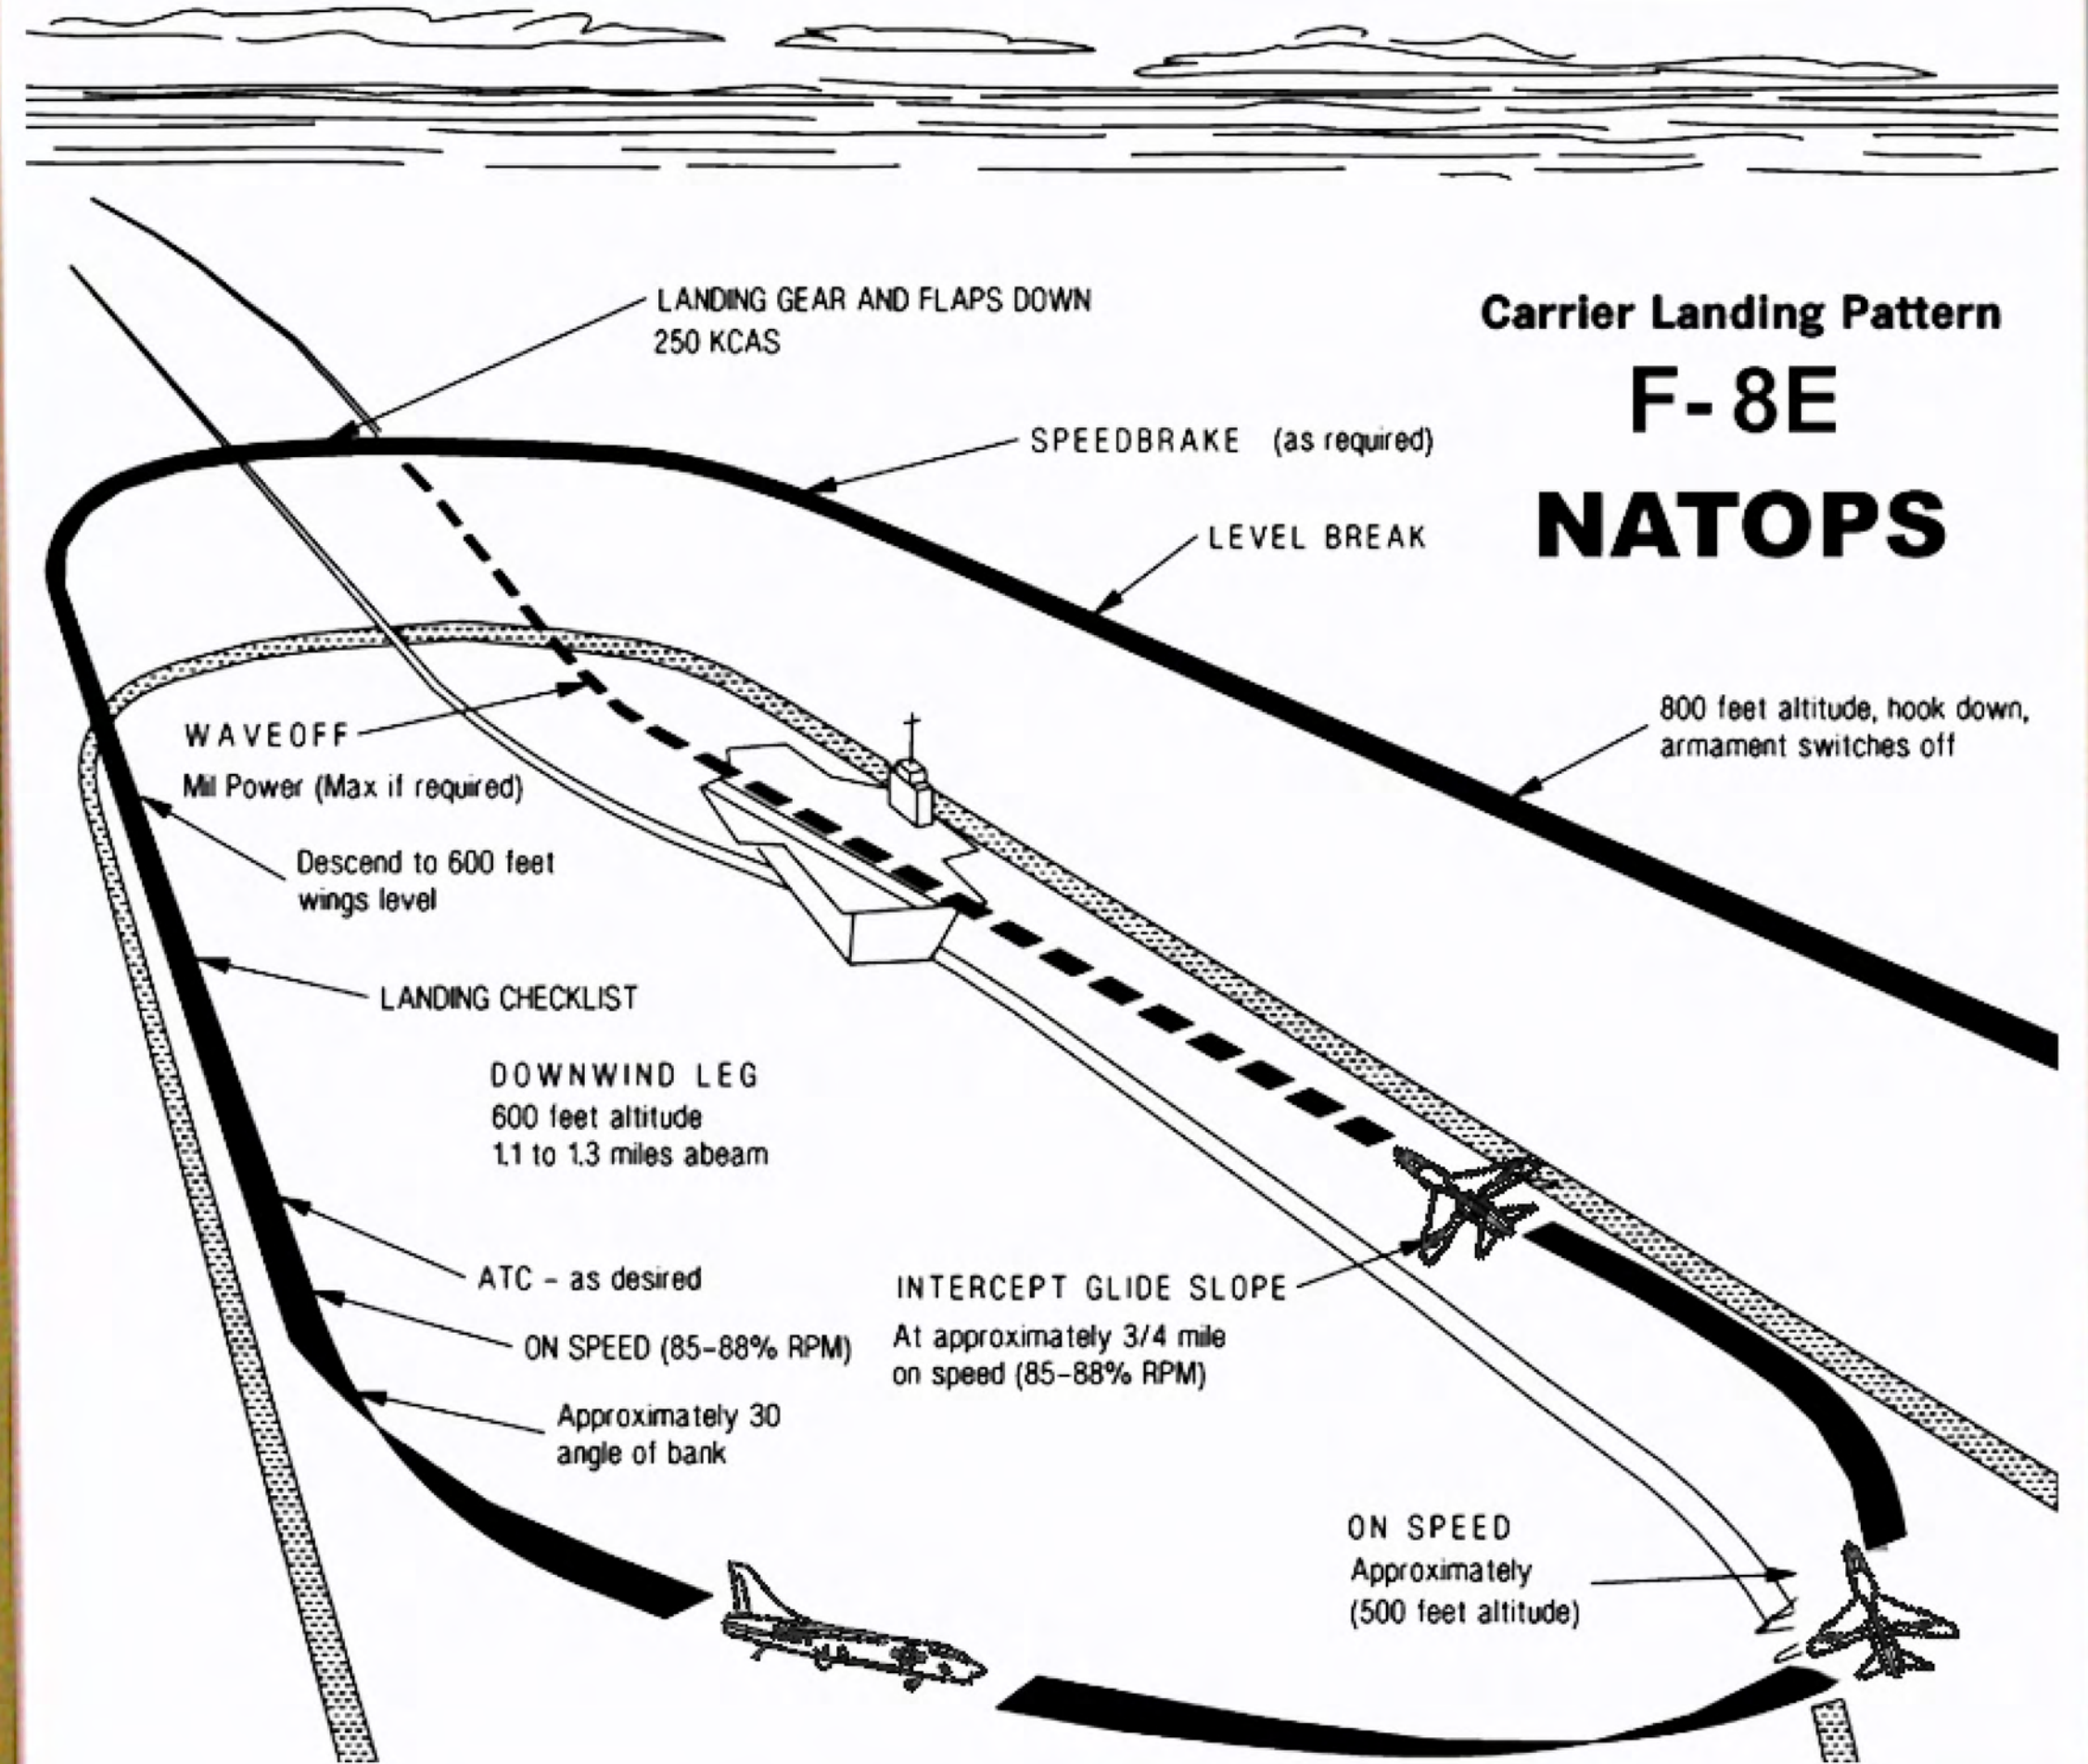 LANDING GEAR AND FLAPS DOWN
250 KCAS
Carrier Landing Pattern
F-8E
NATOPS
SPEEDBRAKE (as required)
LEVEL BREAK
800 feet altitude, hook down,
armament switches off
WAVEOFF
Mil Power (Max if required)
Descend to 600 feet
wings level
LANDING CHECKLIST
DOWNWIND LEG
600 feet altitude
1.1 to 1.3 miles abeam
ATC - as desired
ON SPEED (85-88% RPM)
Approximately 30
angle of bank
INTERCEPT GLIDE SLOPE
At approximately 3/4 mile
on speed (85-88% RPM)
ON SPEED
Approximately
(500 feet altitude)